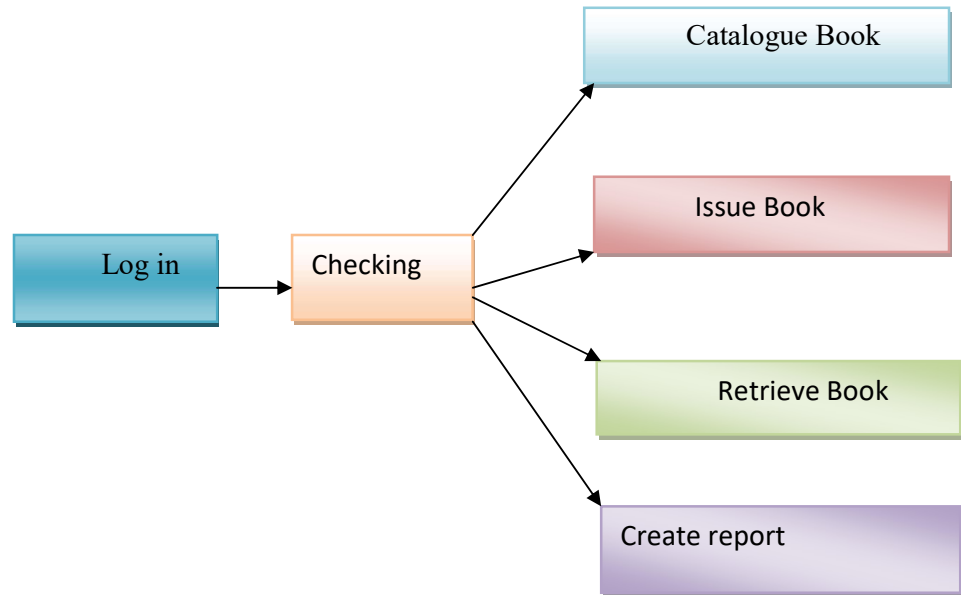 Catalogue Book
Issue Book
Log in
Checking
Retrieve Book
Create report